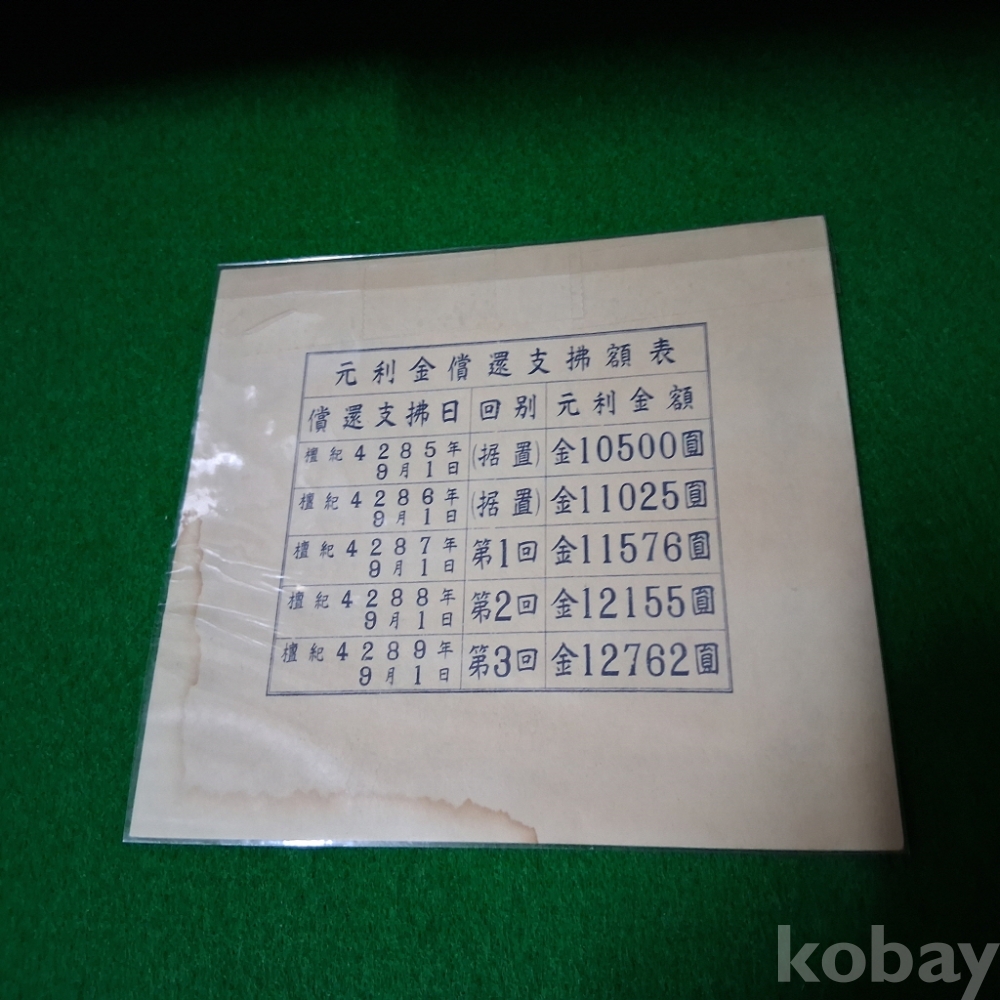 元利金償還支拂額表
償還支拂日 回別 元利金額
檀紀4285年9月1日 (据置) 金10500圓
檀紀4286年9月1日 (据置) 金11025圓
檀紀4287年9月1日 第1回 金11576圓
檀紀4288年9月1日 第2回 金12155圓
檀紀4289年9月1日 第3回 金12762圓
kobay